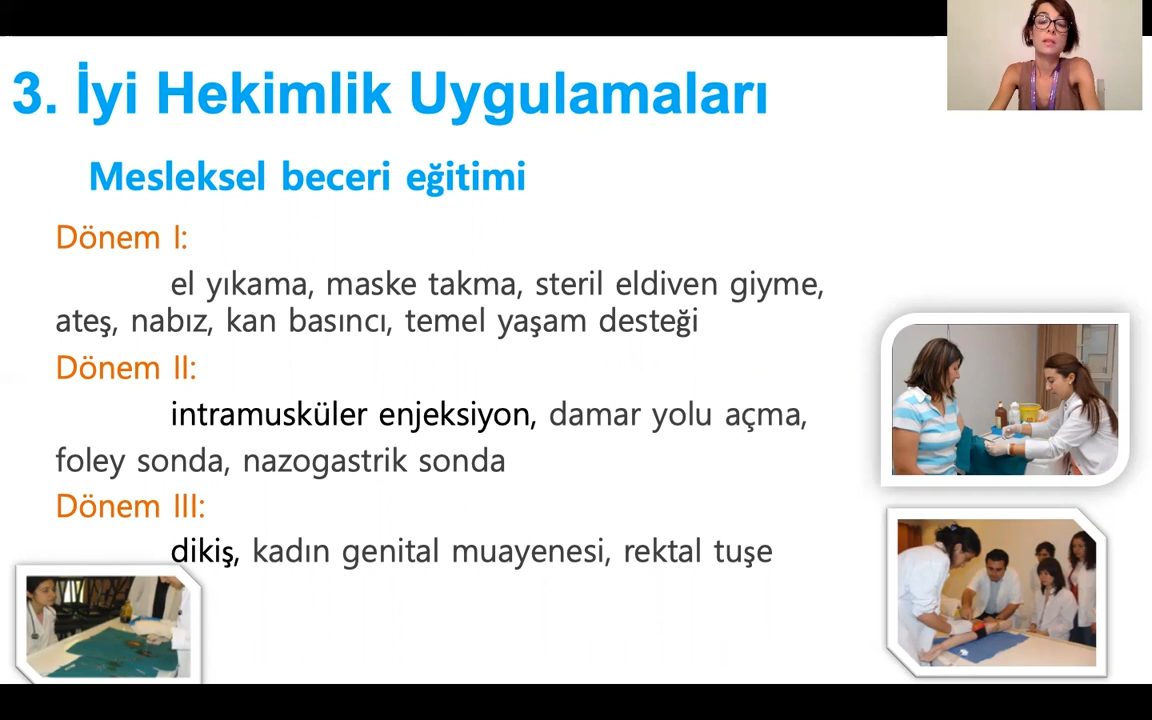 3. İyi Hekimlik Uygulamaları
Mesleksel beceri eğitimi
Dönem I:
el yıkama, maske takma, steril eldiven giyme,
ateş, nabız, kan basıncı, temel yaşam desteği
Dönem II:
intramusküler enjeksiyon, damar yolu açma,
foley sonda, nazogastrik sonda
Dönem III:
dikiş, kadın genital muayenesi, rektal tuşe